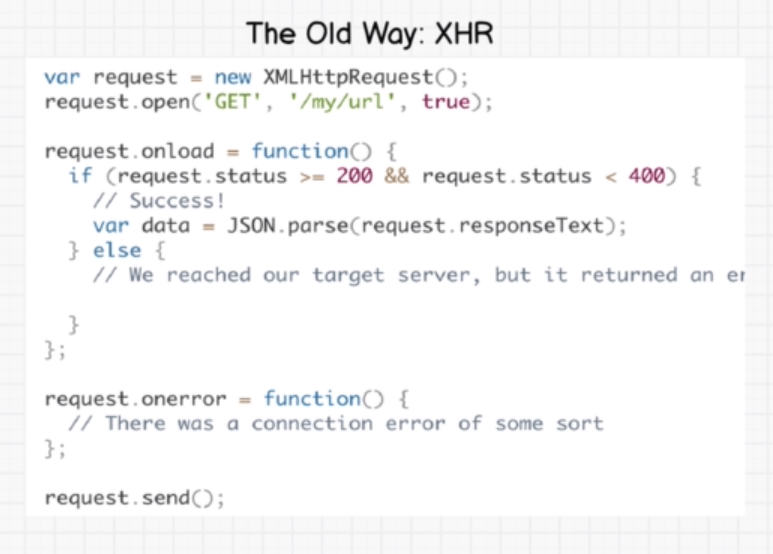 The Old Way: XHR
var request = new XMLHttpRequest();
request.open('GET', '/my/url', true);
request.onload = function() {
if (request.status >= 200 && request.status < 400) {
// Success!
var data = JSON.parse(request.responseText);
} else {
// We reached our target server, but it returned an er
}
};
request.onerror = function() {
// There was a connection error of some sort
};
request.send();